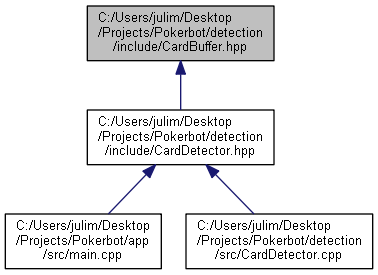 C:/Users/julim/Desktop
/Projects/Pokerbot/detection
/include/CardBuffer.hpp
C:/Users/julim/Desktop
/Projects/Pokerbot/detection
/include/CardDetector.hpp
C:/Users/julim/Desktop
/Projects/Pokerbot/app
/src/main.cpp
C:/Users/julim/Desktop
/Projects/Pokerbot/detection
/src/CardDetector.cpp